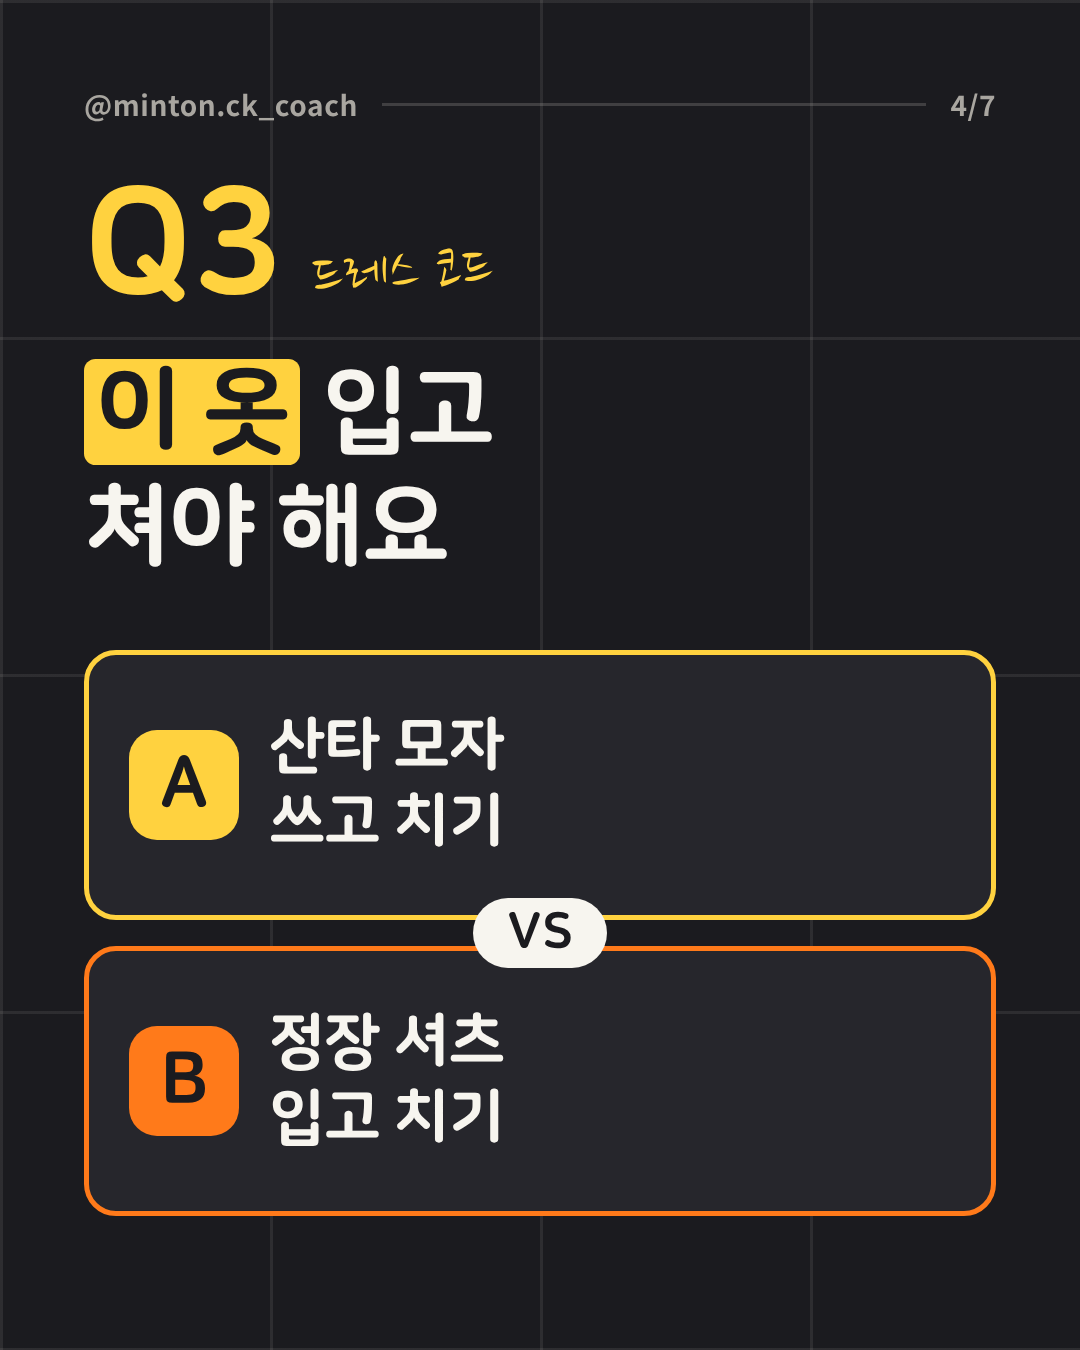 @minton.ck_coach 4/7
Q3 드레스 코드
이 옷 입고
쳐야 해요
A
산타 모자
쓰고 치기
VS
B
정장 셔츠
입고 치기